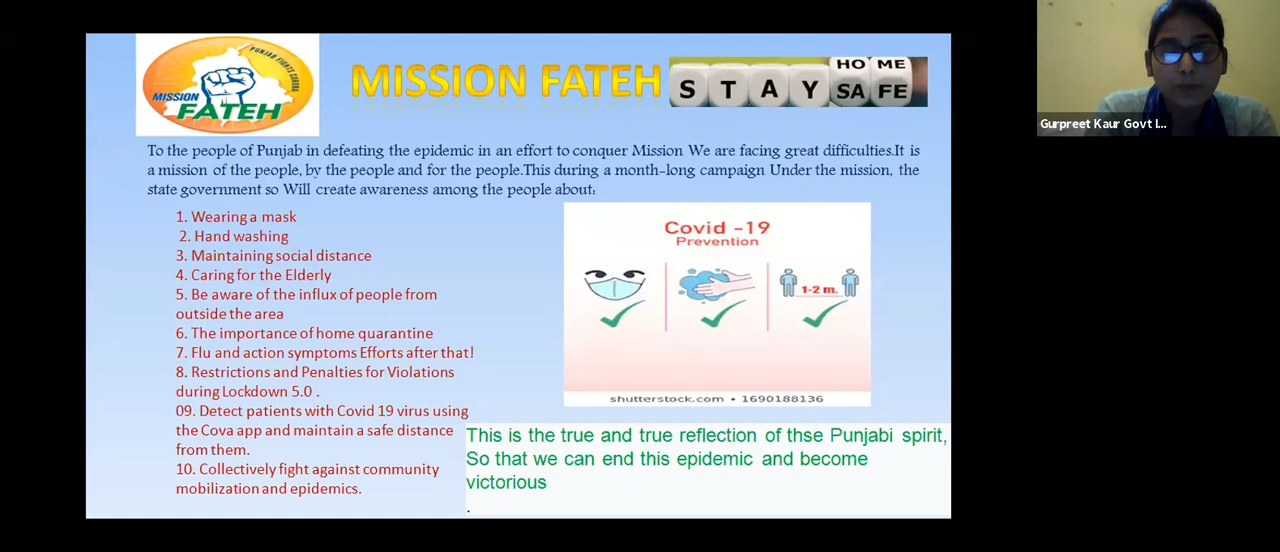 PUNJAB FIGHTS CORONA
MISSION
FATEH
MISSION FATEH
HO ME
S T A Y SA FE
Gurpreet Kaur Govt I...
To the people of Punjab in defeating the epidemic in an effort to conquer Mission We are facing great difficulties.It is
a mission of the people, by the people and for the people.This during a month-long campaign Under the mission, the
state government so Will create awareness among the people about:
1. Wearing a mask
2. Hand washing
3. Maintaining social distance
4. Caring for the Elderly
5. Be aware of the influx of people from
outside the area
6. The importance of home quarantine
7. Flu and action symptoms Efforts after that!
8. Restrictions and Penalties for Violations
during Lockdown 5.0 .
09. Detect patients with Covid 19 virus using
the Cova app and maintain a safe distance
from them.
10. Collectively fight against community
mobilization and epidemics.
Covid -19
Prevention
1-2 m.
shutterstock.com • 1690188136
This is the true and true reflection of thse Punjabi spirit,
So that we can end this epidemic and become
victorious
.